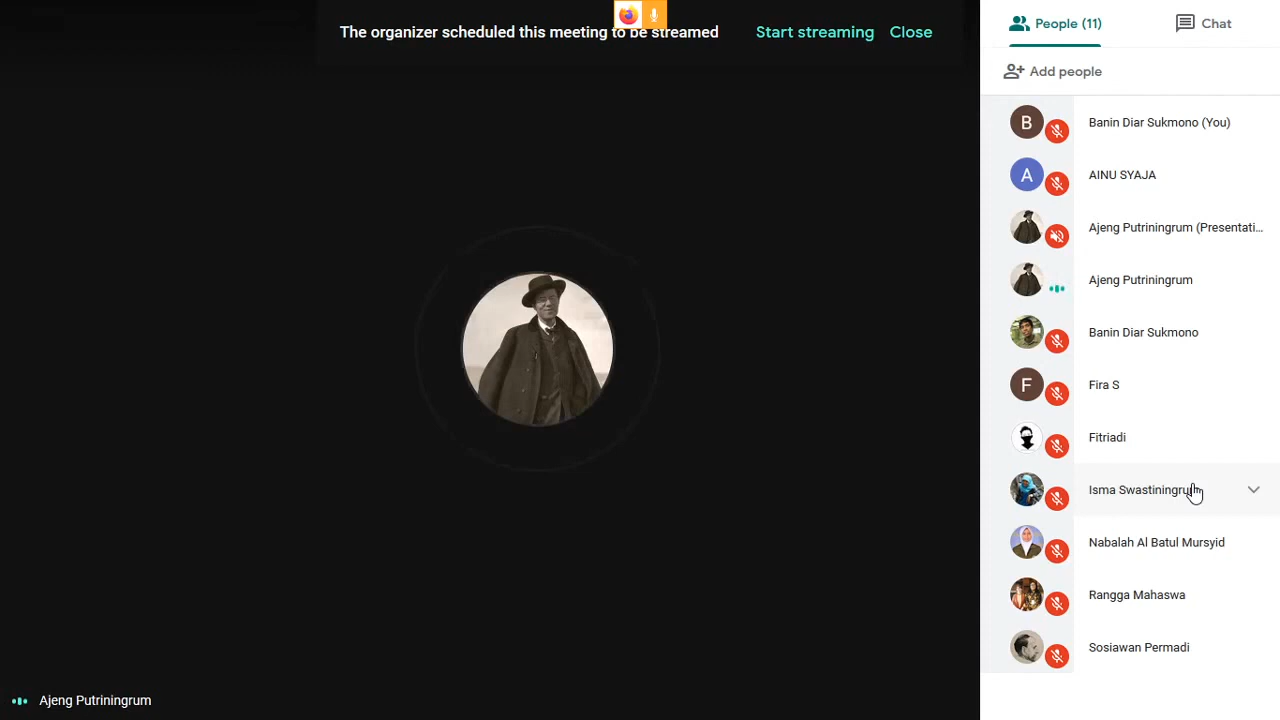 The organizer scheduled this meeting to be streamed
Start streaming
Close
People (11)
Chat
Add people
B
Banin Diar Sukmono (You)
A
AINU SYAJA
Ajeng Putriningrum (Presentati...
Ajeng Putriningrum
Banin Diar Sukmono
F
Fira S
Fitriadi
Isma Swastiningrum
Nabalah Al Batul Mursyid
Rangga Mahaswa
Sosiawan Permadi
Ajeng Putriningrum